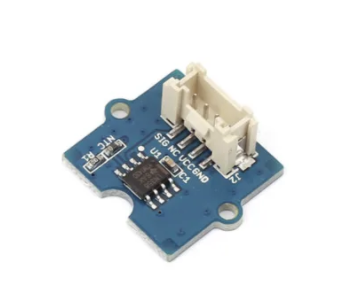 SIG NC VCC GND
NTC
R1
U1
C1